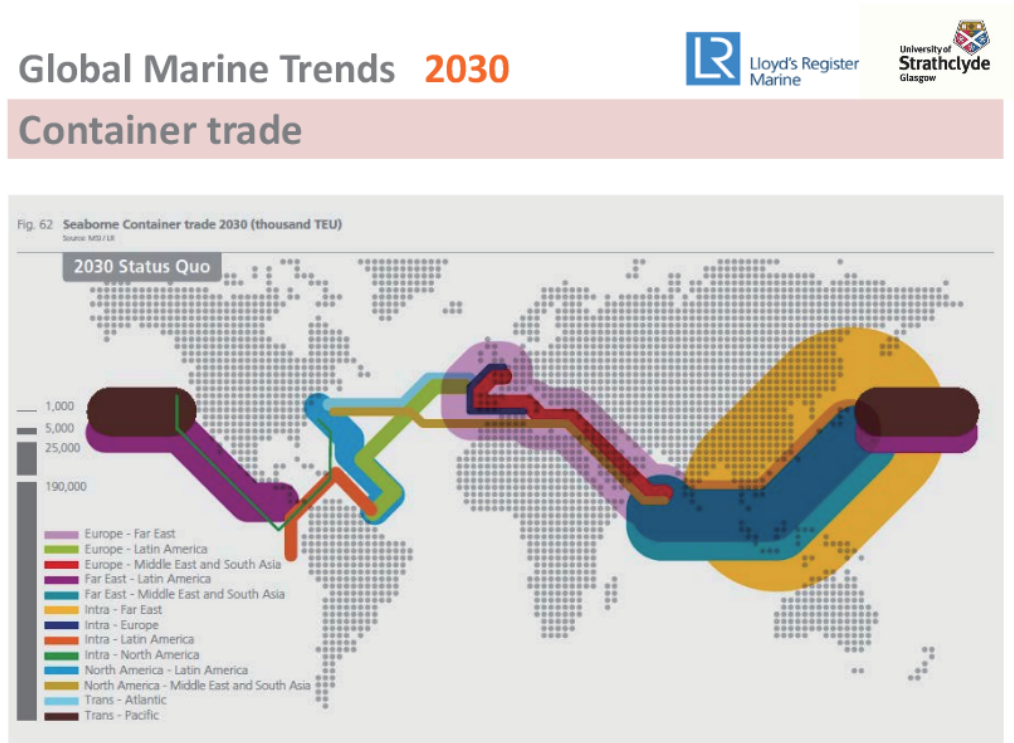 Global Marine Trends 2030
LR
Lloyd's Register
Marine
University of
Strathclyde
Glasgow
Container trade
Fig. 62 Seaborne Container trade 2030 (thousand TEU)
Source: MSI / LR
2030 Status Quo
1,000
5,000
25,000
190,000
Europe - Far East
Europe - Latin America
Europe - Middle East and South Asia
Far East - Latin America
Far East - Middle East and South Asia
Intra - Far East
Intra - Europe
Intra - Latin America
Intra - North America
North America - Latin America
North America - Middle East and South Asia
Trans - Atlantic
Trans - Pacific